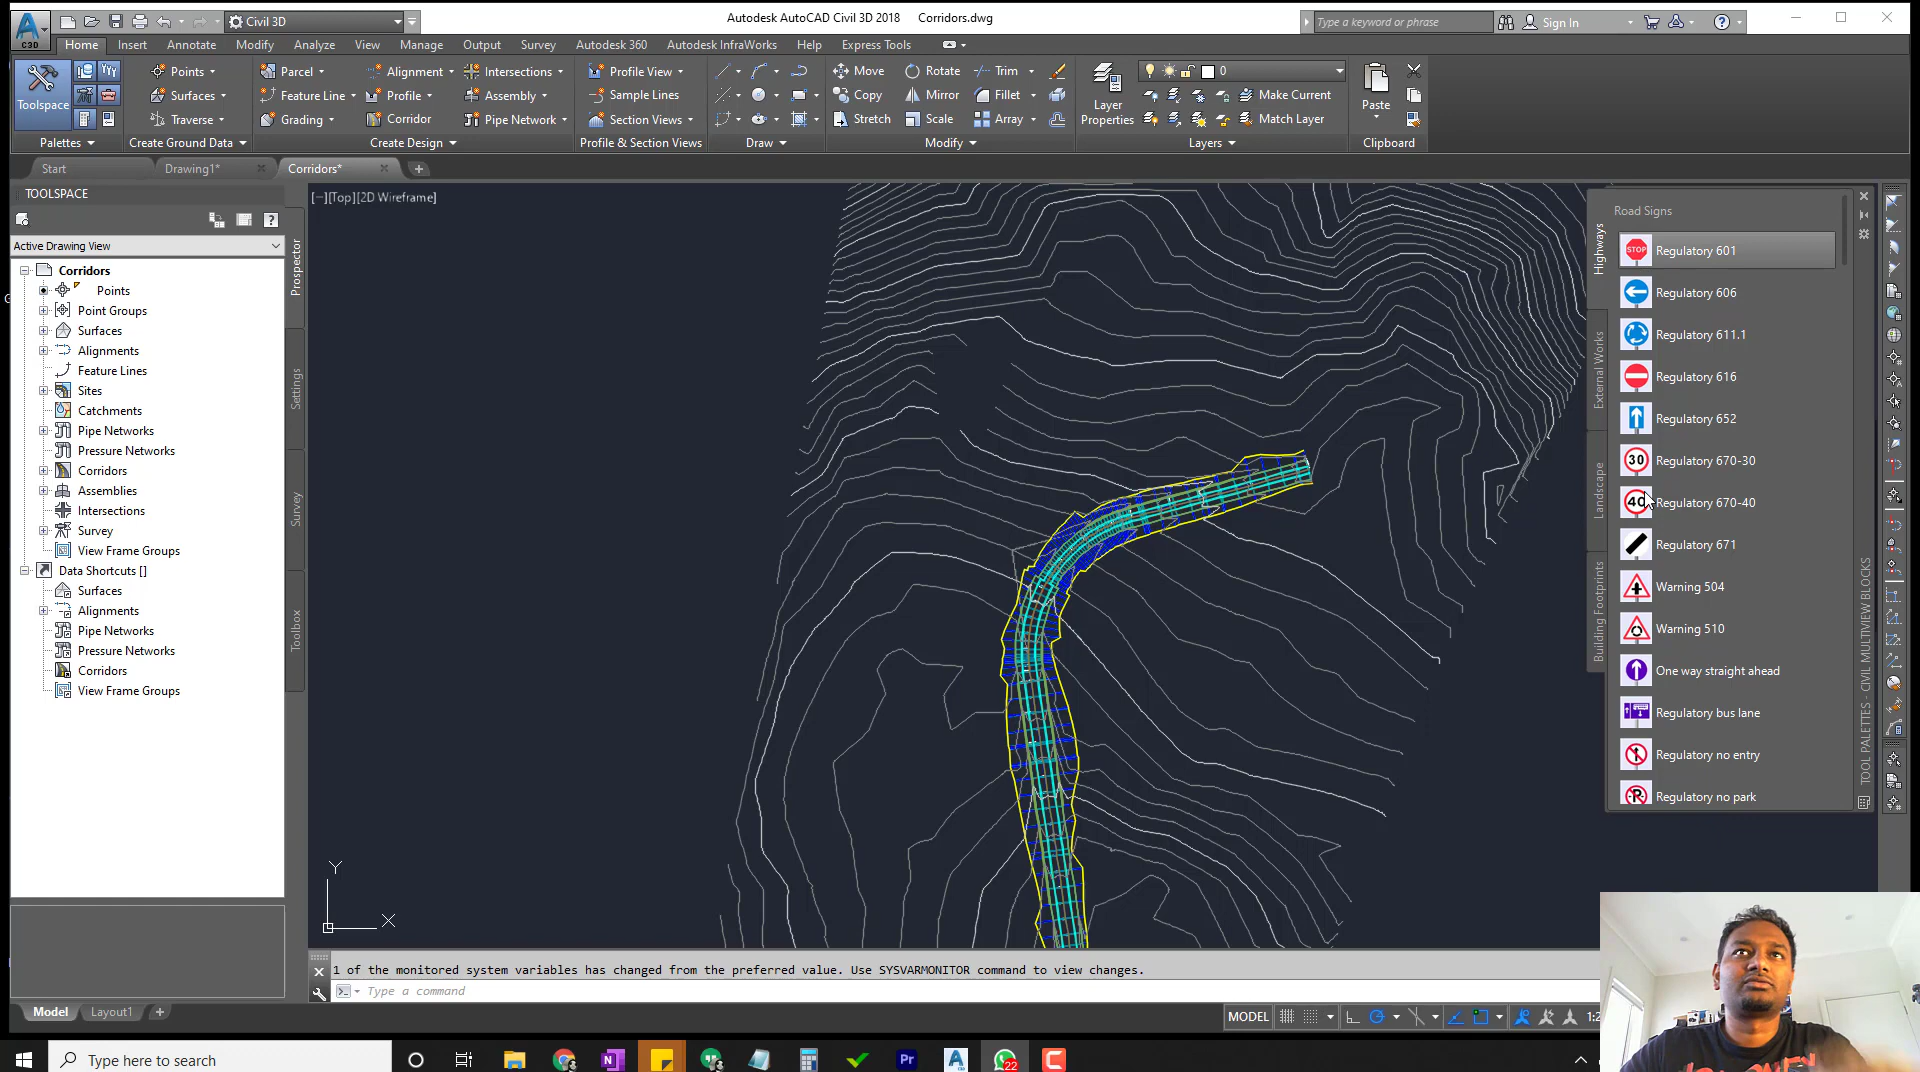 Civil 3D
Autodesk AutoCAD Civil 3D 2018 Corridors.dwg
Type a keyword or phrase
Sign In
C3D
Home Insert Annotate Modify Analyze View Manage Output Survey Autodesk 360 Autodesk InfraWorks Help Express Tools
Toolspace
Points
Surfaces
Traverse
Parcel
Feature Line
Grading
Alignment
Profile
Corridor
Intersections
Assembly
Pipe Network
Profile View
Sample Lines
Section Views
Move
Copy
Stretch
Rotate
Mirror
Scale
Trim
Fillet
Array
Layer
Properties
0
Make Current
Match Layer
Paste
Palettes Create Ground Data Create Design Profile & Section Views Draw Modify Layers Clipboard
Start Drawing1* Corridors*
TOOLSPACE
Active Drawing View
Corridors
Points
Point Groups
Surfaces
Alignments
Feature Lines
Sites
Catchments
Pipe Networks
Pressure Networks
Corridors
Assemblies
Intersections
Survey
View Frame Groups
Data Shortcuts []
Surfaces
Alignments
Pipe Networks
Pressure Networks
Corridors
View Frame Groups
Prospector
Settings
Survey
Toolbox
[−][Top][2D Wireframe]
Y
X
Road Signs
STOP
Regulatory 601
Regulatory 606
Regulatory 611.1
Regulatory 616
Regulatory 652
30
Regulatory 670-30
40
Regulatory 670-40
Regulatory 671
Warning 504
Warning 510
One way straight ahead
Regulatory bus lane
Regulatory no entry
Regulatory no park
Highways
External Works
Landscape
Building Footprints
TOOL PALETTES - CIVIL MULTIVIEW BLOCKS
1 of the monitored system variables has changed from the preferred value. Use SYSVARMONITOR command to view changes.
Type a command
Model Layout1
MODEL
Type here to search
Pr
22